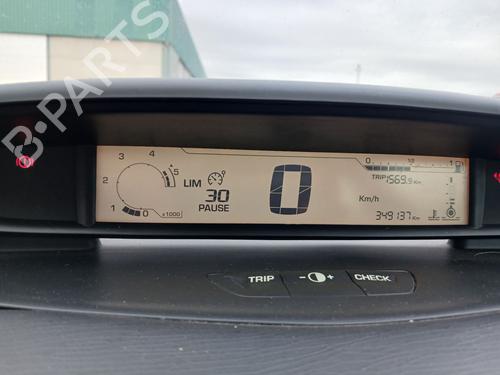 B-PARTS
3 4 5
2
1 0 x1000
LIM
30
PAUSE
0
0 1/2 1
TRIP 1569.9 Km
Km/h
349137 Km
TRIP - + CHECK